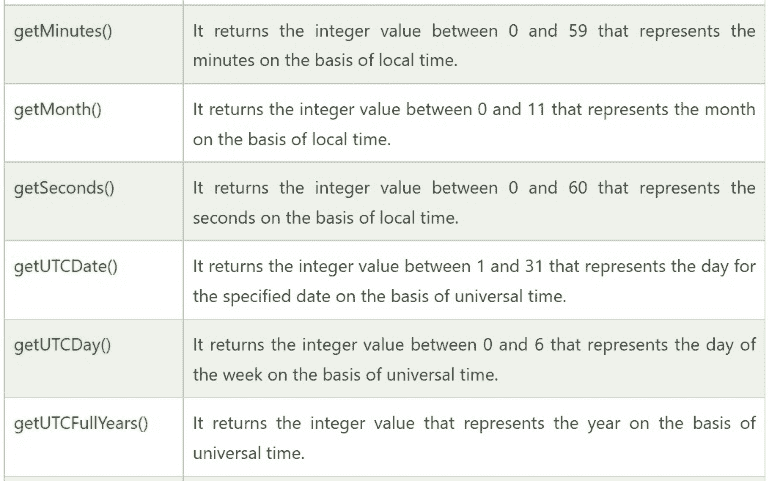 getMinutes()
It returns the integer value between 0 and 59 that represents the
minutes on the basis of local time.
getMonth()
It returns the integer value between 0 and 11 that represents the month
on the basis of local time.
getSeconds()
It returns the integer value between 0 and 60 that represents the
seconds on the basis of local time.
getUTCDate()
It returns the integer value between 1 and 31 that represents the day for
the specified date on the basis of universal time.
getUTCDay()
It returns the integer value between 0 and 6 that represents the day of
the week on the basis of universal time.
getUTCFullYears()
It returns the integer value that represents the year on the basis of
universal time.